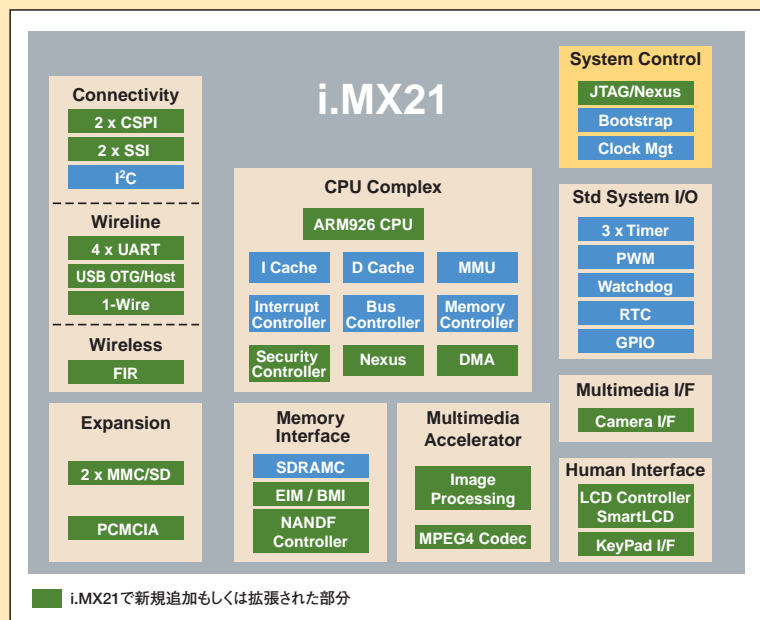 i.MX21
Connectivity
2 x CSPI
2 x SSI
I²C
Wireline
4 x UART
USB OTG/Host
1-Wire
Wireless
FIR
Expansion
2 x MMC/SD
PCMCIA
CPU Complex
ARM926 CPU
I Cache
D Cache
MMU
Interrupt
Controller
Bus
Controller
Memory
Controller
Security
Controller
Nexus
DMA
Memory
Interface
SDRAMC
EIM / BMI
NANDF
Controller
Multimedia
Accelerator
Image
Processing
MPEG4 Codec
System Control
JTAG/Nexus
Bootstrap
Clock Mgt
Std System I/O
3 x Timer
PWM
Watchdog
RTC
GPIO
Multimedia I/F
Camera I/F
Human Interface
LCD Controller
SmartLCD
KeyPad I/F
i.MX21で新規追加もしくは拡張された部分